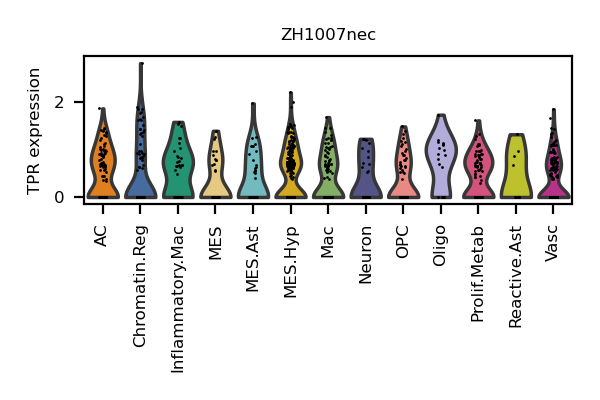 ZH1007nec
TPR expression
2
0
AC
Chromatin.Reg
Inflammatory.Mac
MES
MES.Ast
MES.Hyp
Mac
Neuron
OPC
Oligo
Prolif.Metab
Reactive.Ast
Vasc